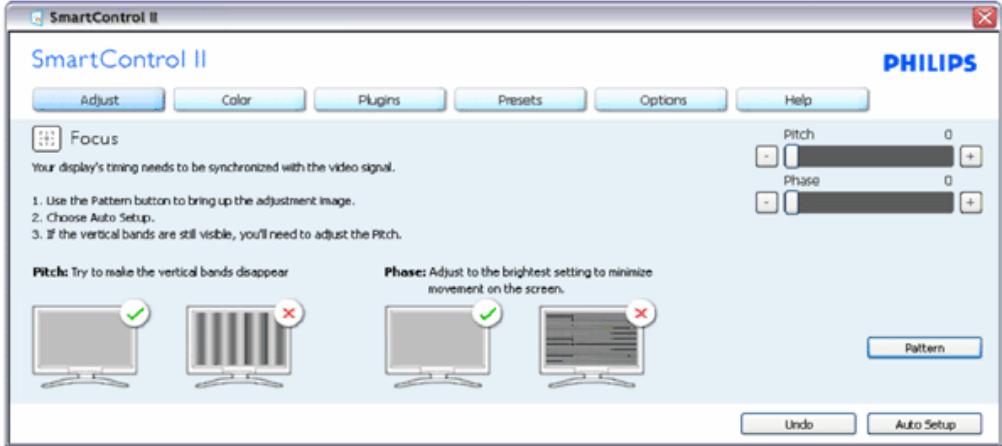 SmartControl II
SmartControl II
PHILIPS
Adjust Color Plugins Presets Options Help
Focus
Your display's timing needs to be synchronized with the video signal.
1. Use the Pattern button to bring up the adjustment image.
2. Choose Auto Setup.
3. If the vertical bands are still visible, you'll need to adjust the Pitch.
Pitch 0
- +
Phase 0
- +
Pitch: Try to make the vertical bands disappear
Phase: Adjust to the brightest setting to minimize
movement on the screen.
Pattern
Undo Auto Setup